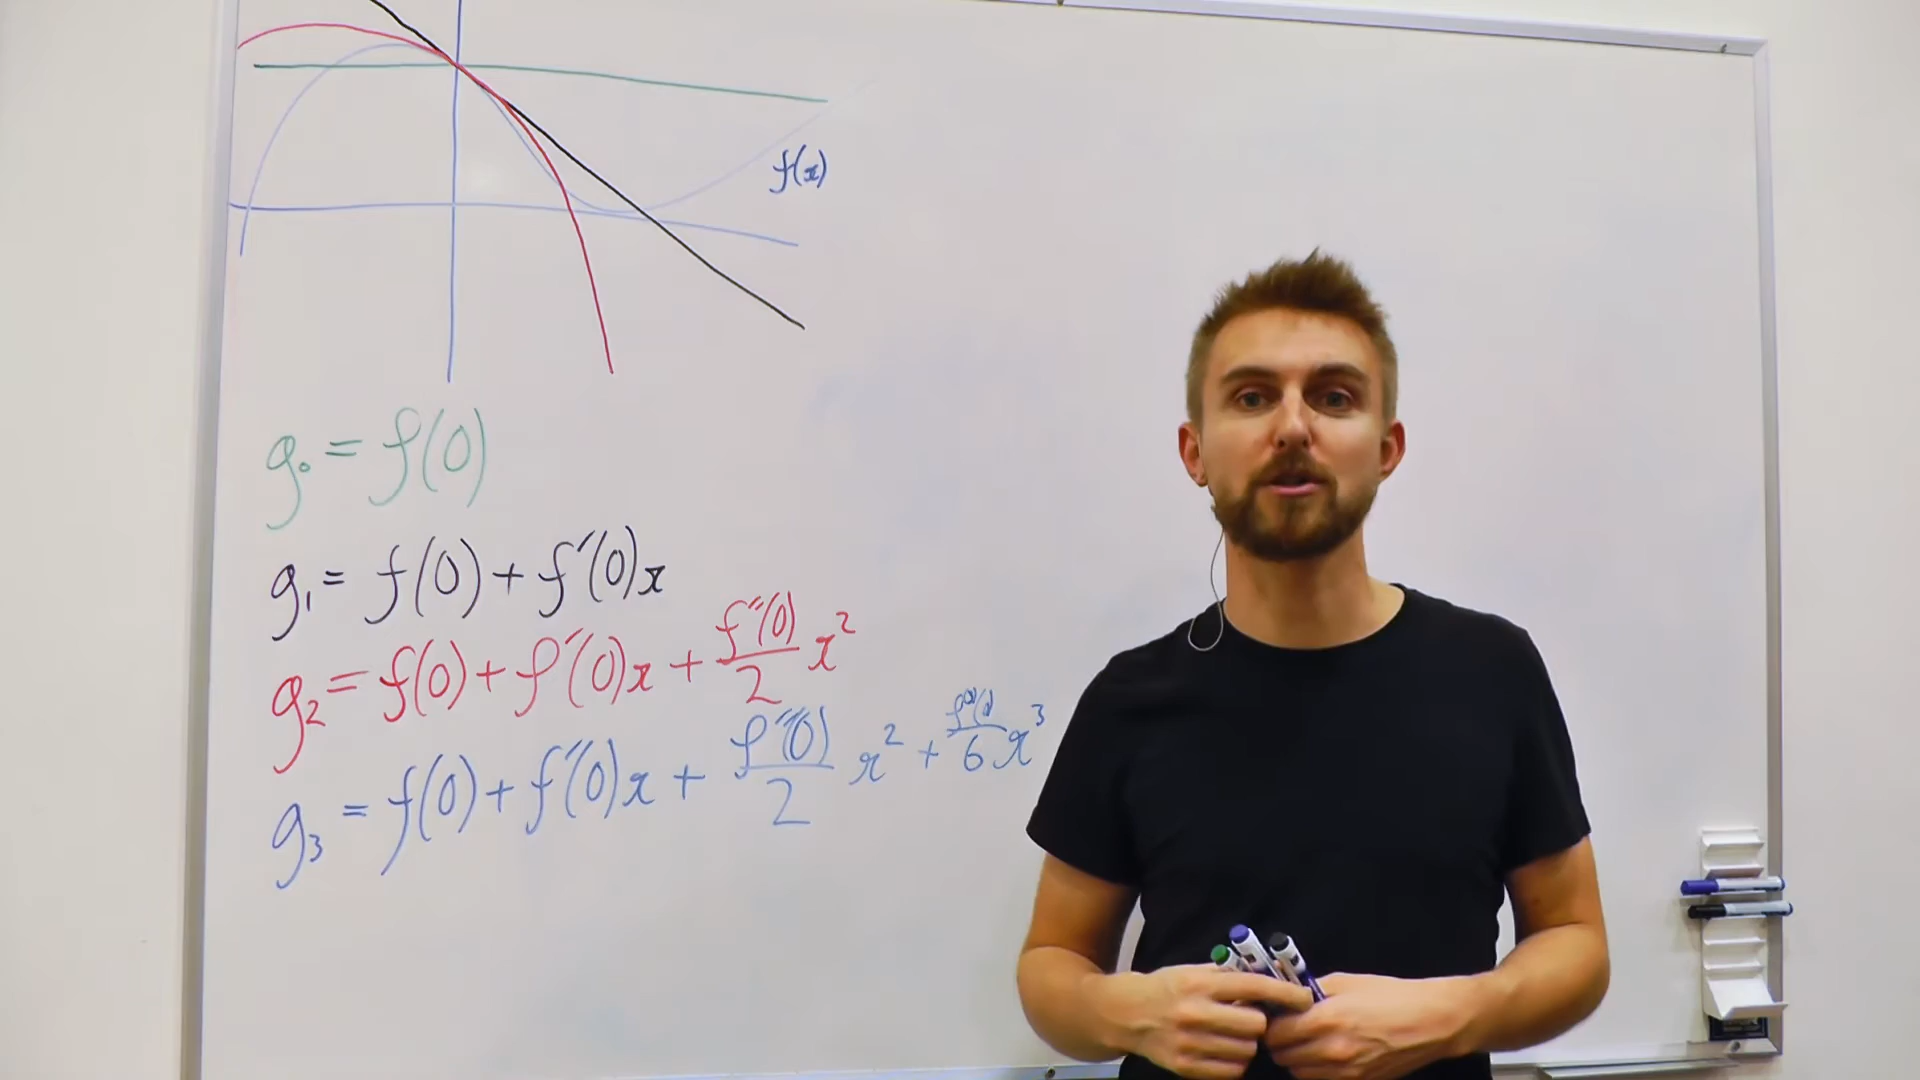 f(x)
g₀ = f(0)
g₁ = f(0) + f'(0)x
g₂ = f(0) + f'(0)x + f''(0)/2 x²
g₃ = f(0) + f'(0)x + f''(0)/2 x² + f⁽³⁾(0)/6 x³